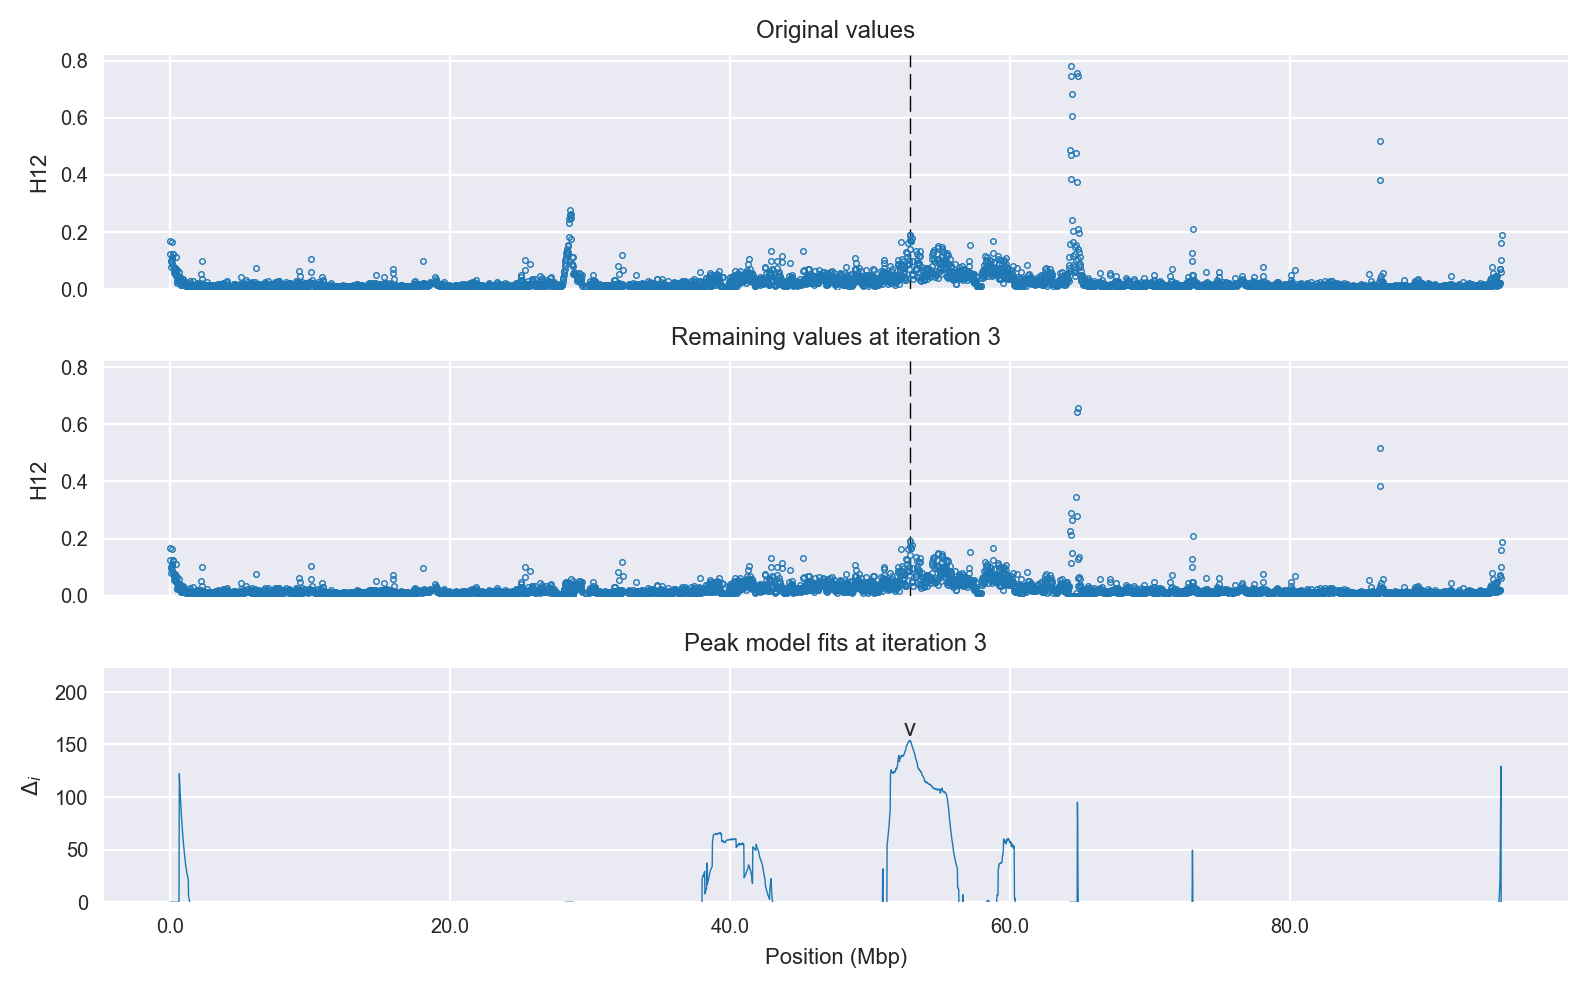 Original values
0.8
0.6
0.4
0.2
0.0
H12
Remaining values at iteration 3
0.8
0.6
0.4
0.2
0.0
H12
Peak model fits at iteration 3
200
150
100
50
0
Δi
v
0.0 20.0 40.0 60.0 80.0
Position (Mbp)